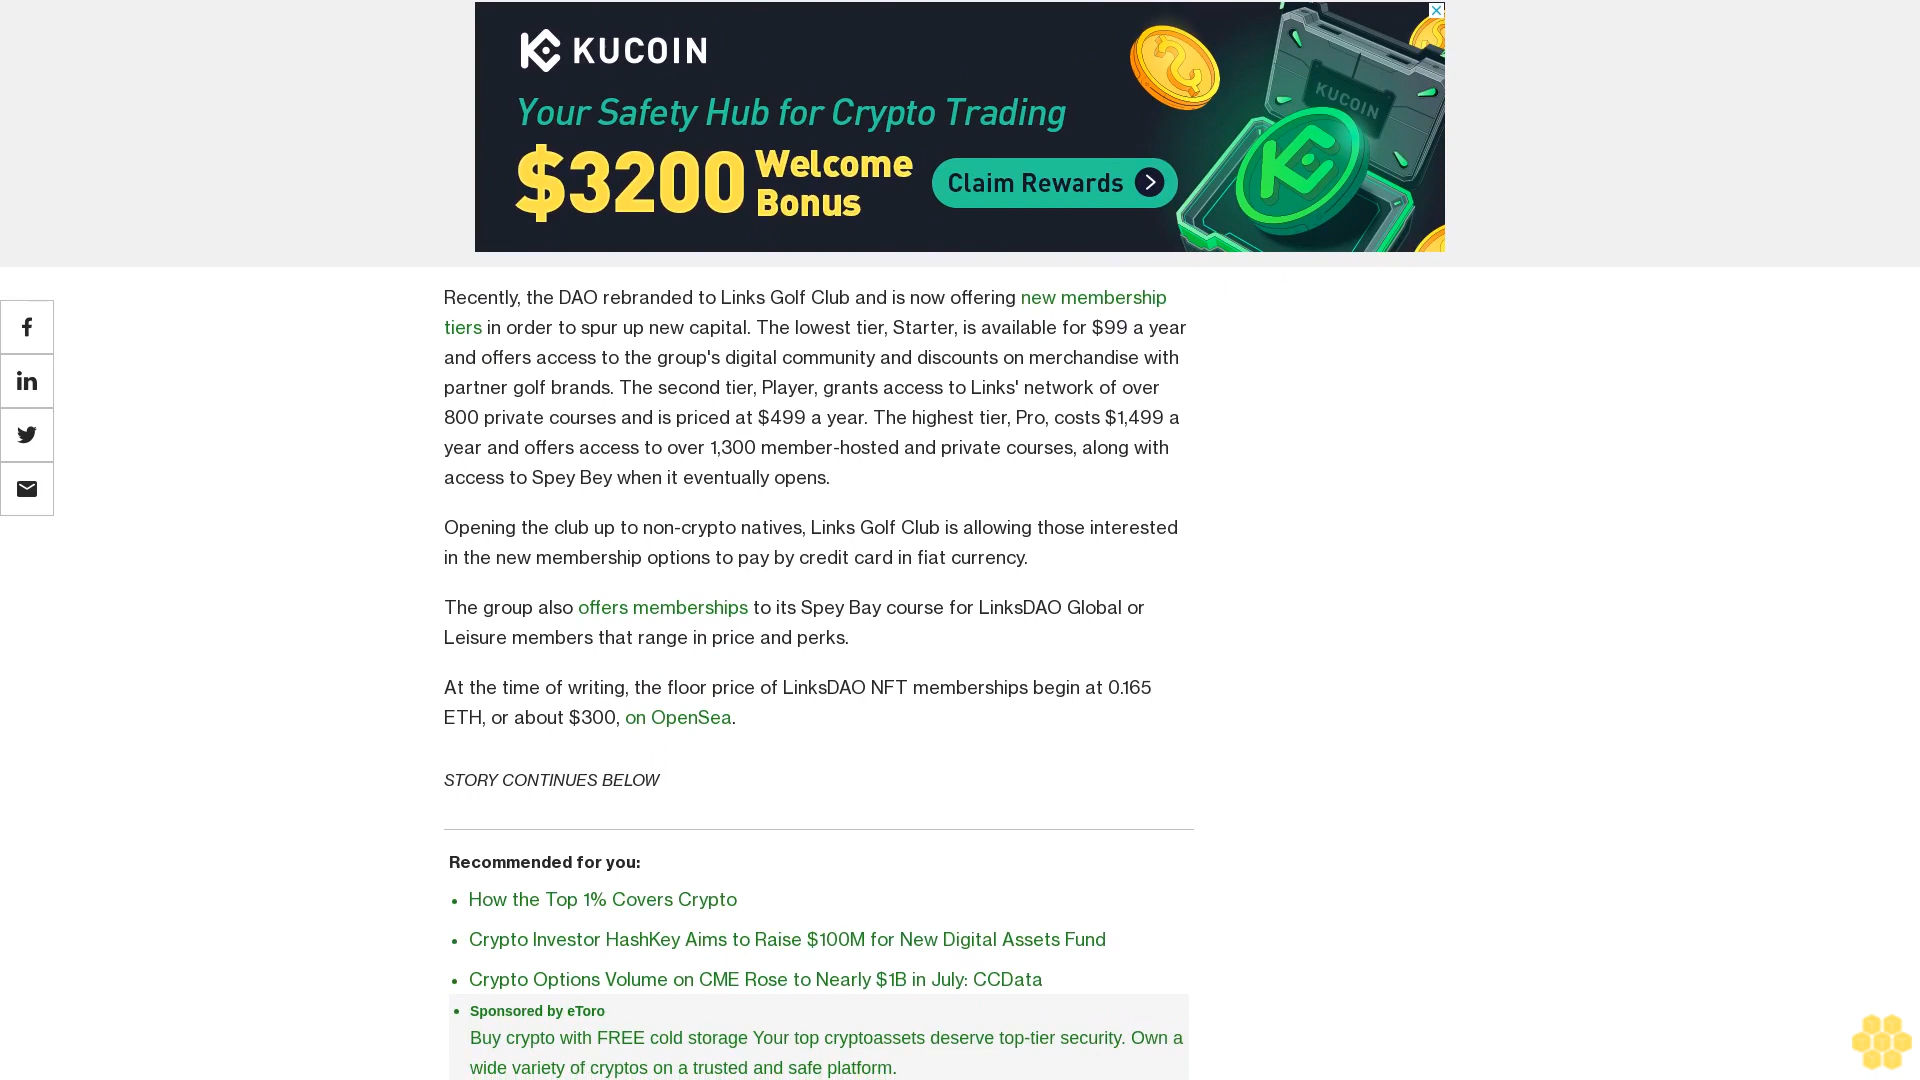 KUCOIN
Your Safety Hub for Crypto Trading
$3200 Welcome Bonus
Claim Rewards
KUCOIN
Recently, the DAO rebranded to Links Golf Club and is now offering new membership
tiers in order to spur up new capital. The lowest tier, Starter, is available for $99 a year
and offers access to the group's digital community and discounts on merchandise with
partner golf brands. The second tier, Player, grants access to Links' network of over
800 private courses and is priced at $499 a year. The highest tier, Pro, costs $1,499 a
year and offers access to over 1,300 member-hosted and private courses, along with
access to Spey Bey when it eventually opens.
Opening the club up to non-crypto natives, Links Golf Club is allowing those interested
in the new membership options to pay by credit card in fiat currency.
The group also offers memberships to its Spey Bay course for LinksDAO Global or
Leisure members that range in price and perks.
At the time of writing, the floor price of LinksDAO NFT memberships begin at 0.165
ETH, or about $300, on OpenSea.
STORY CONTINUES BELOW
Recommended for you:
• How the Top 1% Covers Crypto
• Crypto Investor HashKey Aims to Raise $100M for New Digital Assets Fund
• Crypto Options Volume on CME Rose to Nearly $1B in July: CCData
• Sponsored by eToro
Buy crypto with FREE cold storage Your top cryptoassets deserve top-tier security. Own a
wide variety of cryptos on a trusted and safe platform.